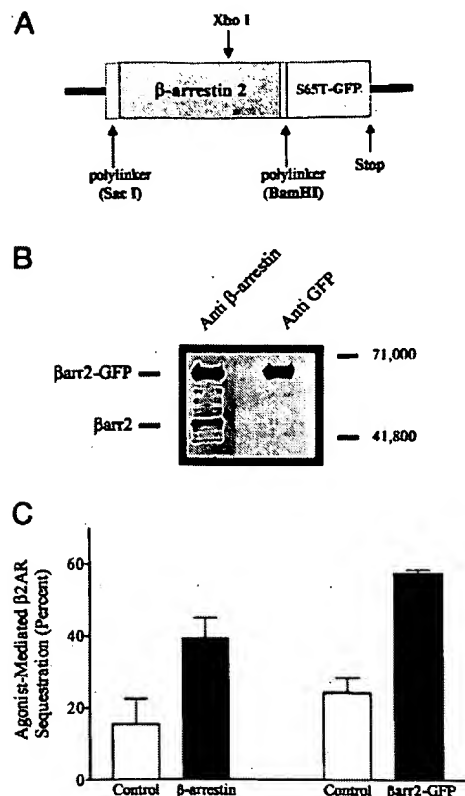 A
Xho I
β-arrestin 2
S65T-GFP
polylinker
(Sac I)
polylinker
(BamHI)
Stop
B
Anti β-arrestin
Anti GFP
βarr2-GFP
βarr2
71,000
41,800
C
Agonist-Mediated β2AR
Sequestration (Percent)
60
40
20
0
Control
β-arrestin
Control
βarr2-GFP